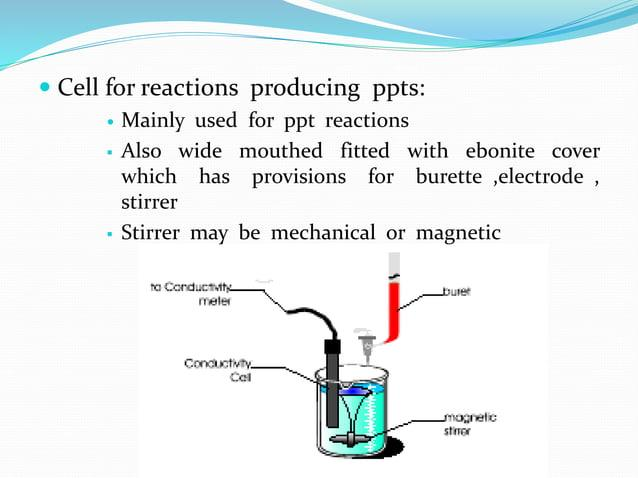 Cell for reactions producing ppts:
Mainly used for ppt reactions
Also wide mouthed fitted with ebonite cover
which has provisions for burette ,electrode ,
stirrer
Stirrer may be mechanical or magnetic
to Conductivity
meter
buret
Conductivity
Cell
magnetic
stirrer